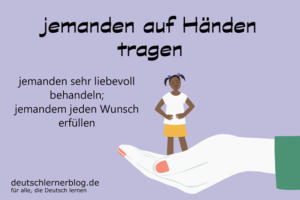 jemanden auf Händen
tragen
jemanden sehr liebevoll
behandeln;
jemandem jeden Wunsch
erfüllen
deutschlernerblog.de
für alle, die Deutsch lernen